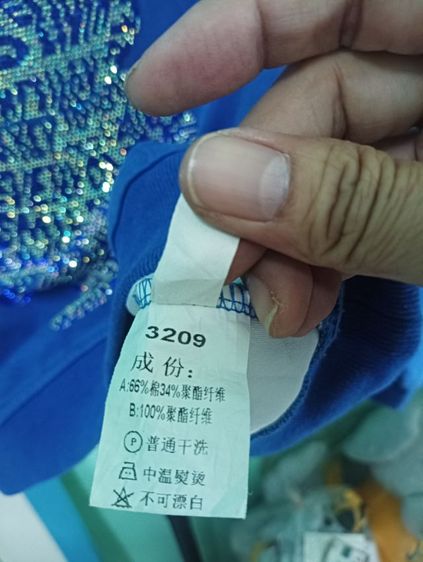 3209
成份：
A:66%棉34%聚酯纤维
B:100%聚酯纤维
P 普通干洗
中温熨烫
不可漂白